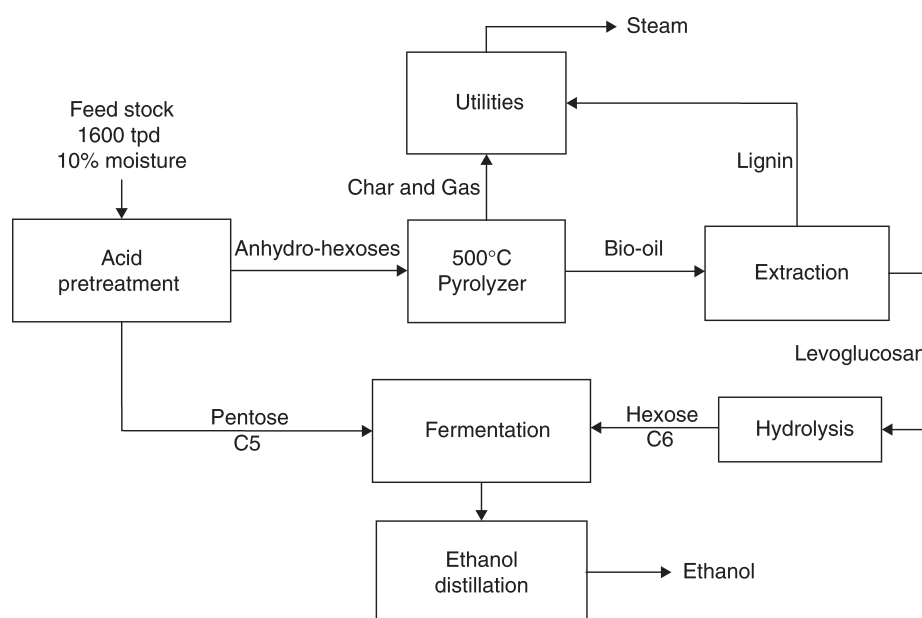 Steam
Utilities
Feed stock
1600 tpd
10% moisture
Lignin
Char and Gas
Acid
pretreatment
Anhydro-hexoses
500°C
Pyrolyzer
Bio-oil
Extraction
Levoglucosan
Pentose
C5
Fermentation
Hexose
C6
Hydrolysis
Ethanol
distillation
Ethanol